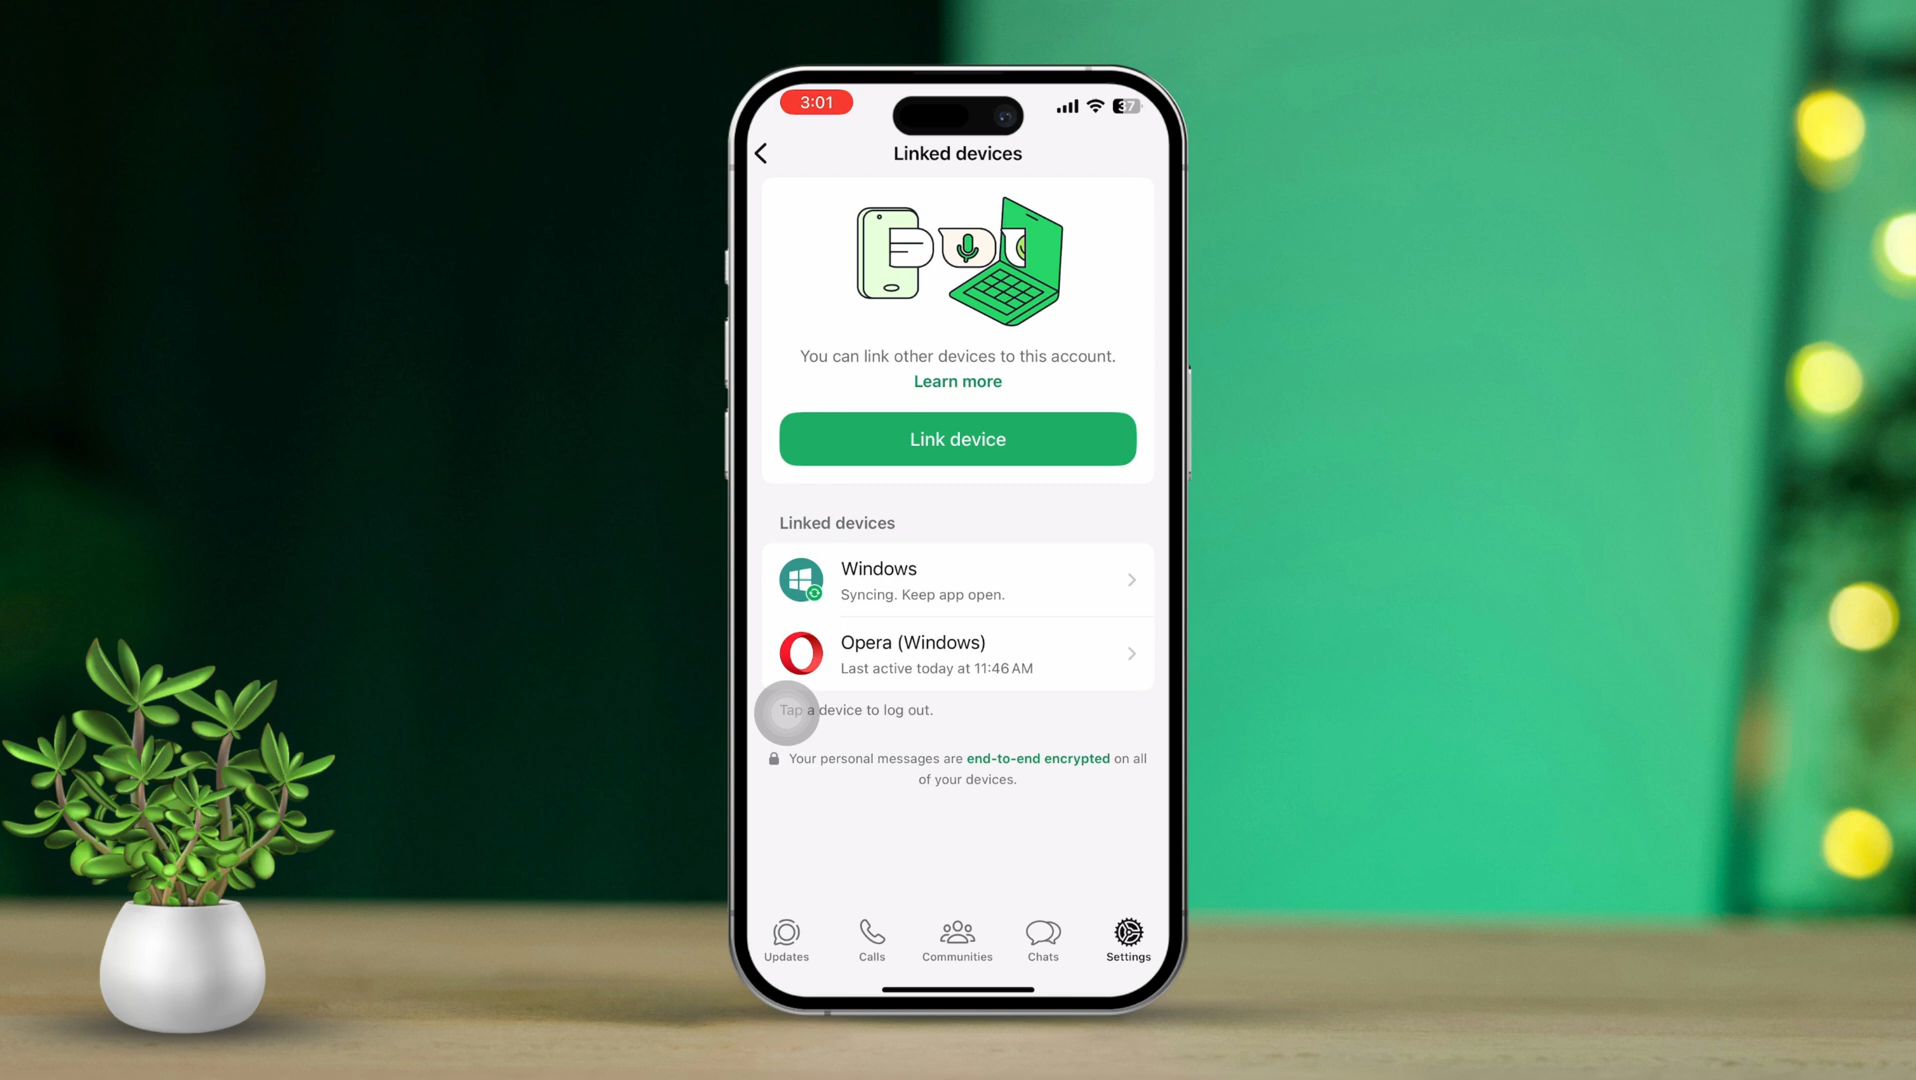 3:01
37
Linked devices
You can link other devices to this account.
Learn more
Link device
Linked devices
Windows
Syncing. Keep app open.
Opera (Windows)
Last active today at 11:46 AM
Tap a device to log out.
Your personal messages are end-to-end encrypted on all
of your devices.
Updates
Calls
Communities
Chats
Settings